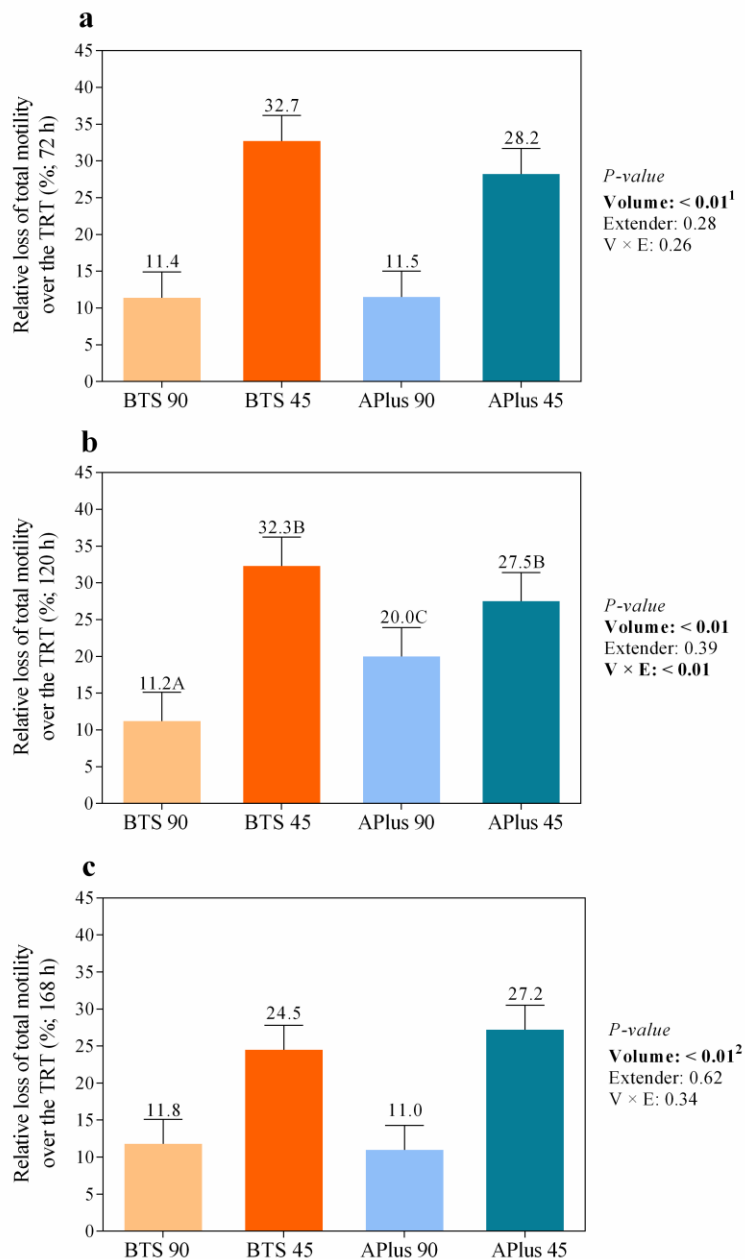 a
Relative loss of total motility
over the TRT (%; 72 h)
45
40
35
30
25
20
15
10
5
0
11.4
32.7
11.5
28.2
BTS 90
BTS 45
APlus 90
APlus 45
P-value
Volume: < 0.01¹
Extender: 0.28
V × E: 0.26
b
Relative loss of total motility
over the TRT (%; 120 h)
45
40
35
30
25
20
15
10
5
0
11.2A
32.3B
20.0C
27.5B
BTS 90
BTS 45
APlus 90
APlus 45
P-value
Volume: < 0.01
Extender: 0.39
V × E: < 0.01
c
Relative loss of total motility
over the TRT (%; 168 h)
45
40
35
30
25
20
15
10
5
0
11.8
24.5
11.0
27.2
BTS 90
BTS 45
APlus 90
APlus 45
P-value
Volume: < 0.01²
Extender: 0.62
V × E: 0.34